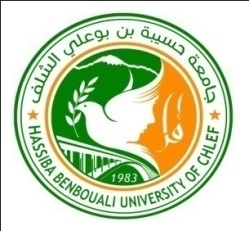 جامعة حسيبة بن بوعلي الشلف
HASSIBA BENBOUALI UNIVERSITY OF CHLEF
1983